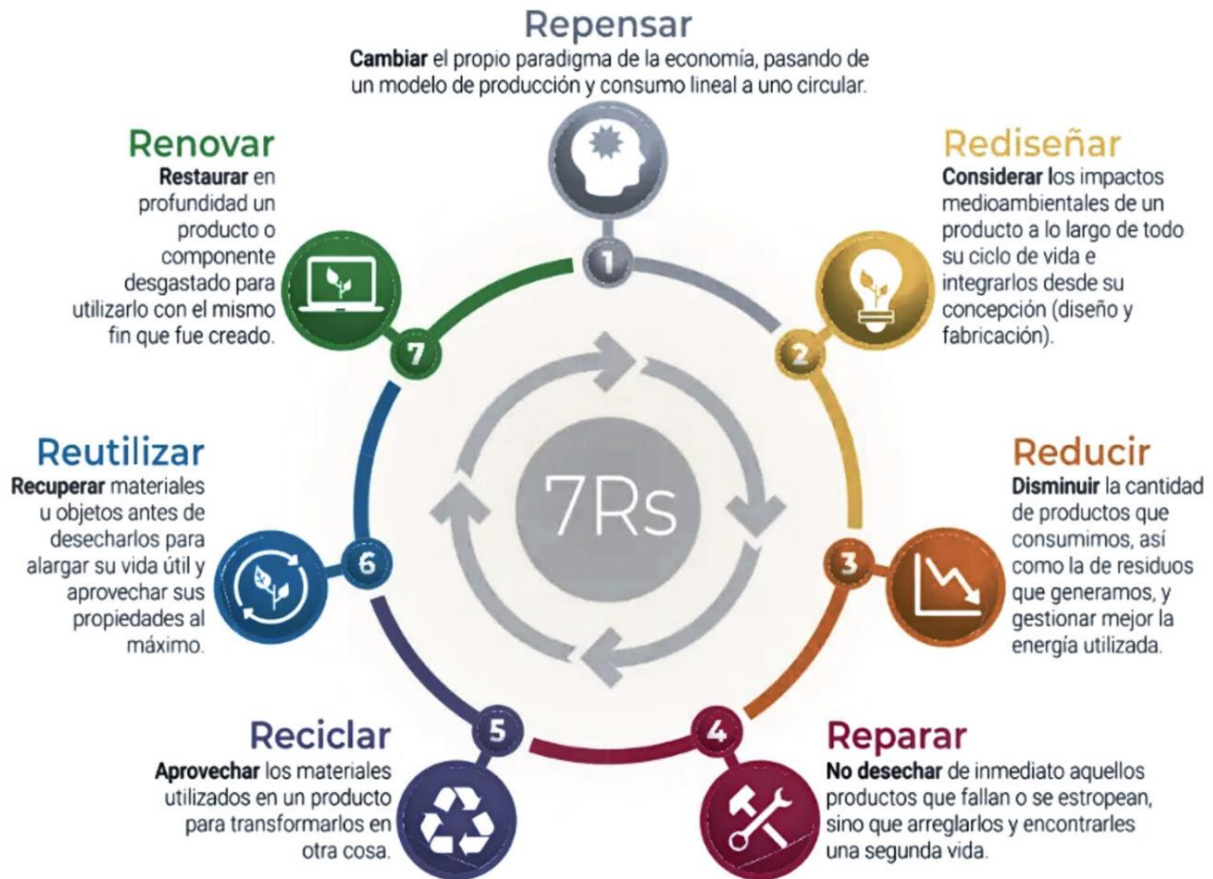 Repensar
Cambiar el propio paradigma de la economía, pasando de
un modelo de producción y consumo lineal a uno circular.
1
Rediseñar
Considerar los impactos
medioambientales de un
producto a lo largo de todo
su ciclo de vida e
integrarlos desde su
concepción (diseño y
fabricación).
2
Reducir
Disminuir la cantidad
de productos que
consumimos, así
como la de residuos
que generamos, y
gestionar mejor la
energía utilizada.
3
Reparar
No desechar de inmediato aquellos
productos que fallan o se estropean,
sino que arreglarlos y encontrarles
una segunda vida.
4
Reciclar
Aprovechar los materiales
utilizados en un producto
para transformarlos en
otra cosa.
5
Reutilizar
Recuperar materiales
u objetos antes de
desecharlos para
alargar su vida útil y
aprovechar sus
propiedades al
máximo.
6
Renovar
Restaurar en
profundidad un
producto o
componente
desgastado para
utilizarlo con el mismo
fin que fue creado.
7
7Rs